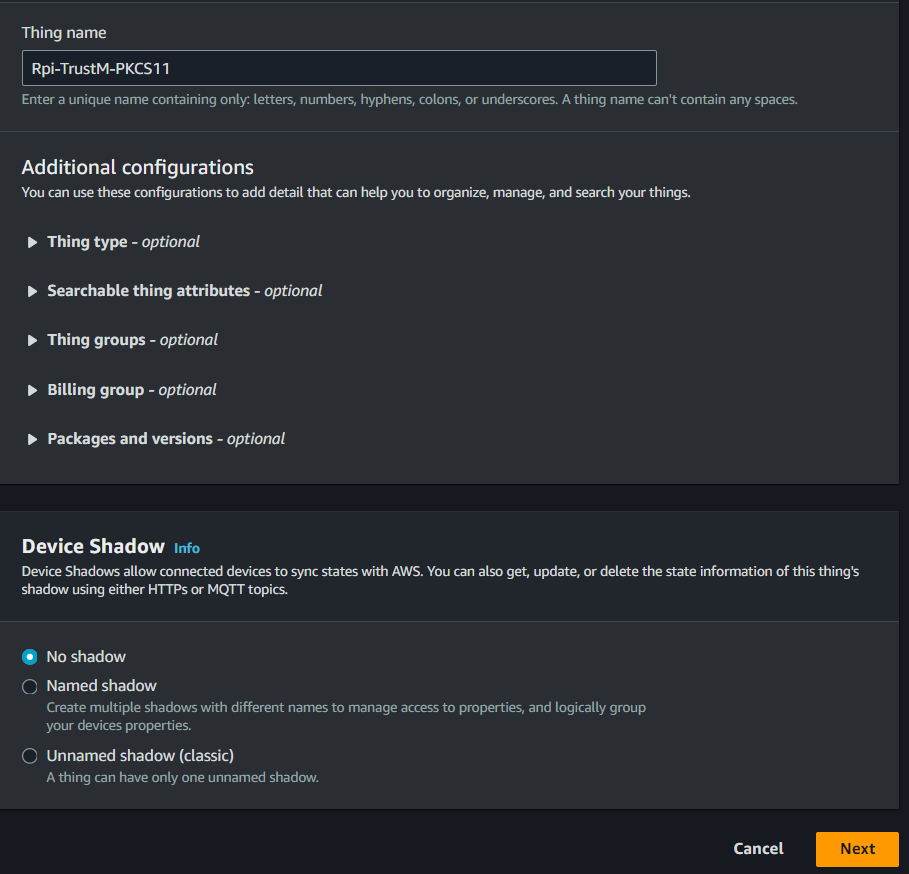 Thing name
Rpi-TrustM-PKCS11
Enter a unique name containing only: letters, numbers, hyphens, colons, or underscores. A thing name can't contain any spaces.
Additional configurations
You can use these configurations to add detail that can help you to organize, manage, and search your things.
Thing type - optional
Searchable thing attributes - optional
Thing groups - optional
Billing group - optional
Packages and versions - optional
Device Shadow Info
Device Shadows allow connected devices to sync states with AWS. You can also get, update, or delete the state information of this thing's
shadow using either HTTPs or MQTT topics.
No shadow
Named shadow
Create multiple shadows with different names to manage access to properties, and logically group
your devices properties.
Unnamed shadow (classic)
A thing can have only one unnamed shadow.
Cancel Next